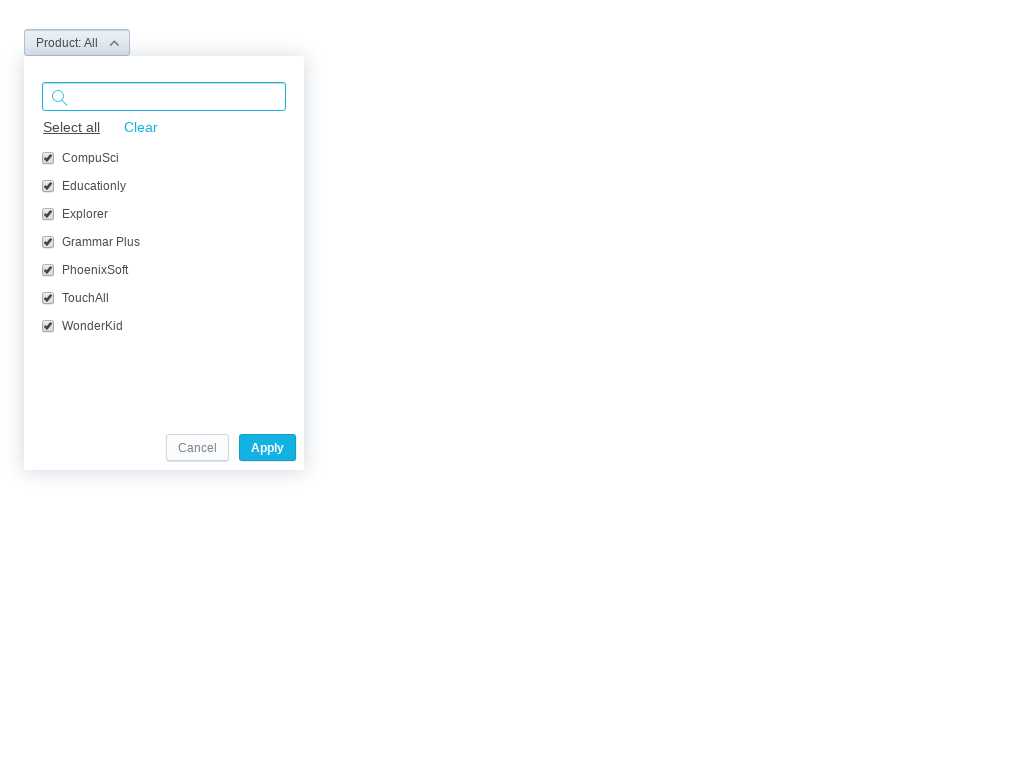 Product: All
Select all Clear
CompuSci
Educationly
Explorer
Grammar Plus
PhoenixSoft
TouchAll
WonderKid
Cancel Apply